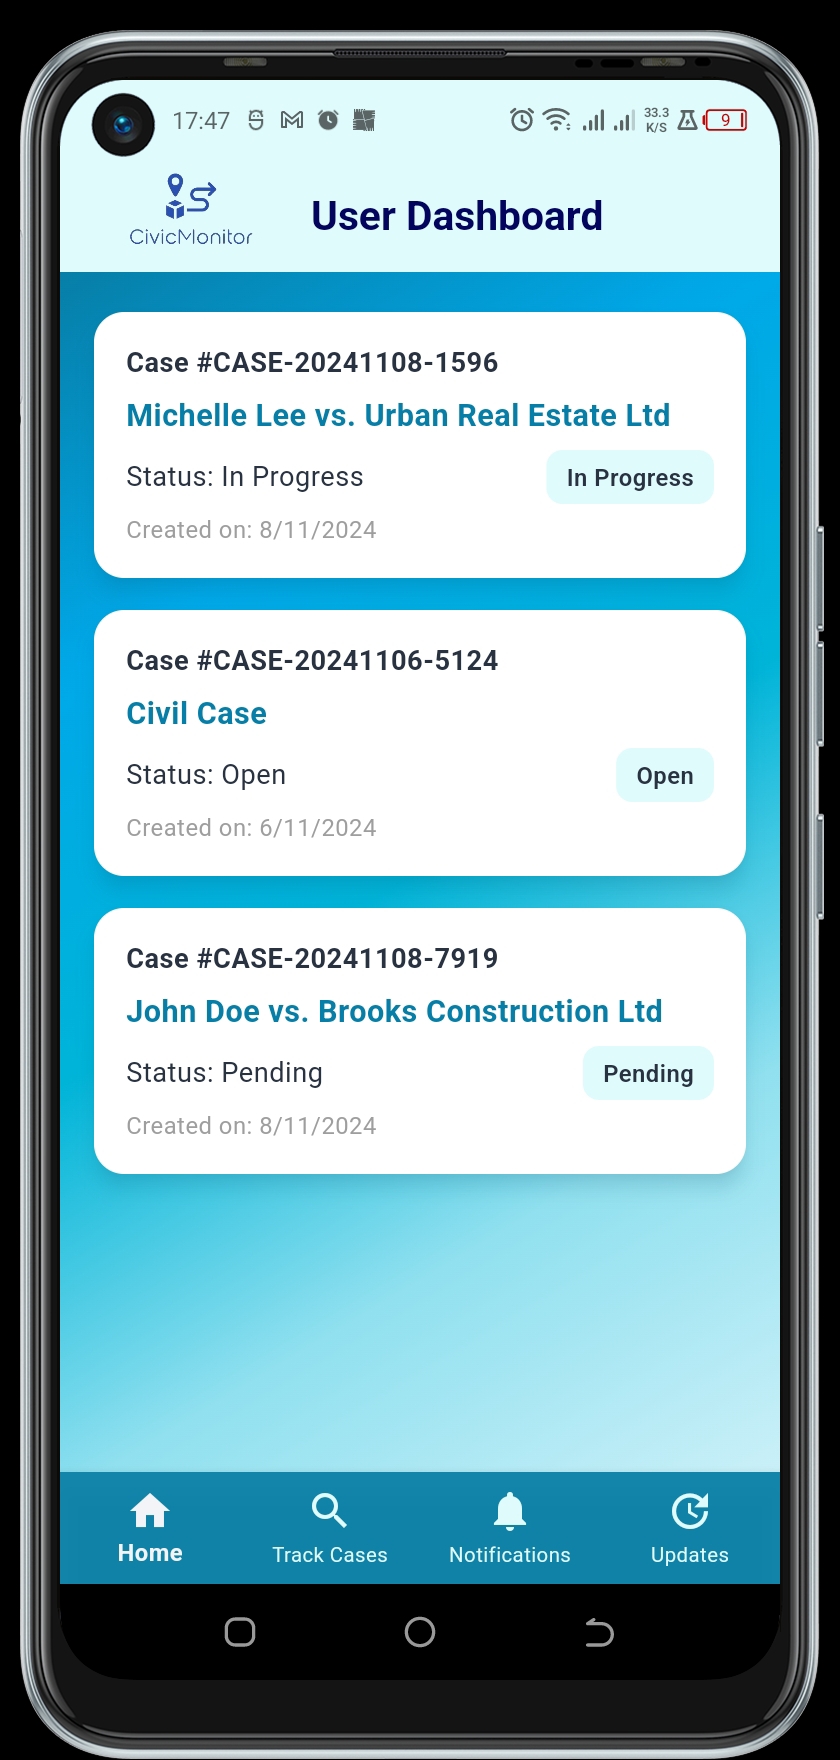 17:47 33.3 K/S 9
CivicMonitor
User Dashboard
Case #CASE-20241108-1596
Michelle Lee vs. Urban Real Estate Ltd
Status: In Progress In Progress
Created on: 8/11/2024
Case #CASE-20241106-5124
Civil Case
Status: Open Open
Created on: 6/11/2024
Case #CASE-20241108-7919
John Doe vs. Brooks Construction Ltd
Status: Pending Pending
Created on: 8/11/2024
Home Track Cases Notifications Updates